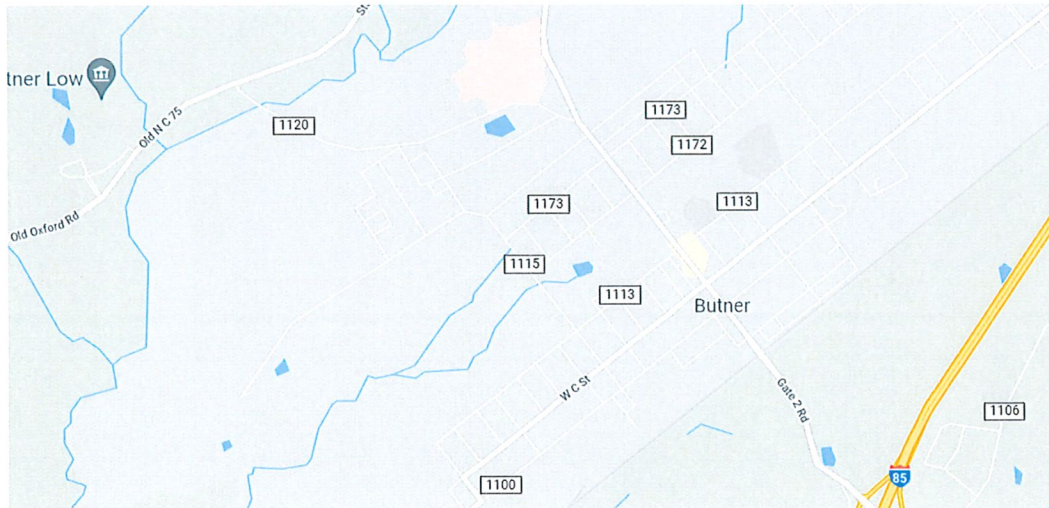 St
tner Low
1120
Old N C 75
1173
1172
1173
1113
Old Oxford Rd
1115
1113
Butner
W C St
Gate 2 Rd
1106
85
1100